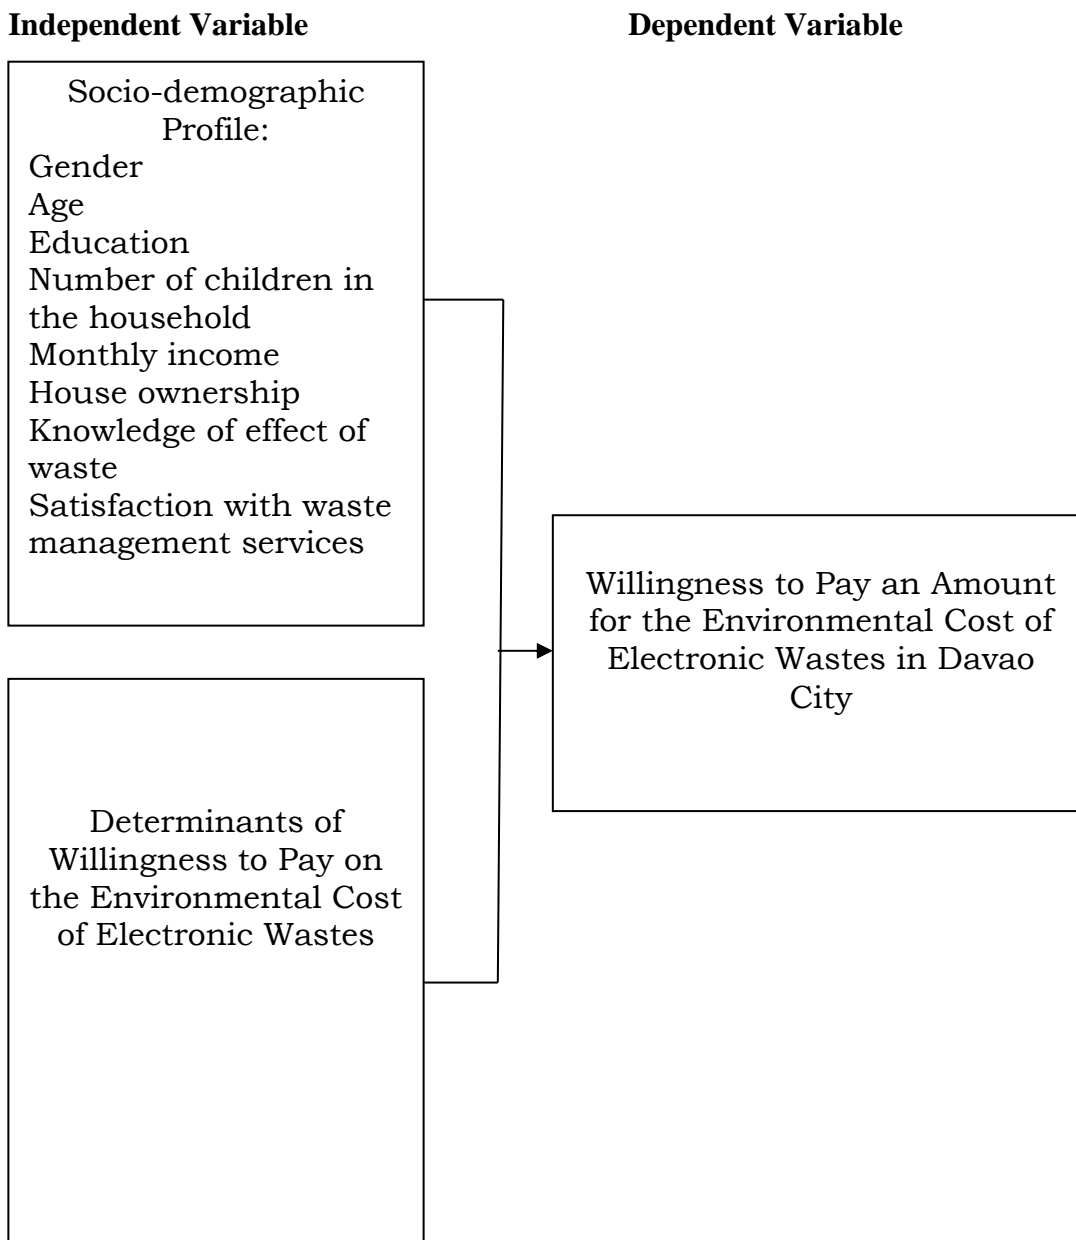 Independent Variable
Dependent Variable
Socio-demographic
Profile:
Gender
Age
Education
Number of children in
the household
Monthly income
House ownership
Knowledge of effect of
waste
Satisfaction with waste
management services
Determinants of
Willingness to Pay on
the Environmental Cost
of Electronic Wastes
Willingness to Pay an Amount
for the Environmental Cost of
Electronic Wastes in Davao
City